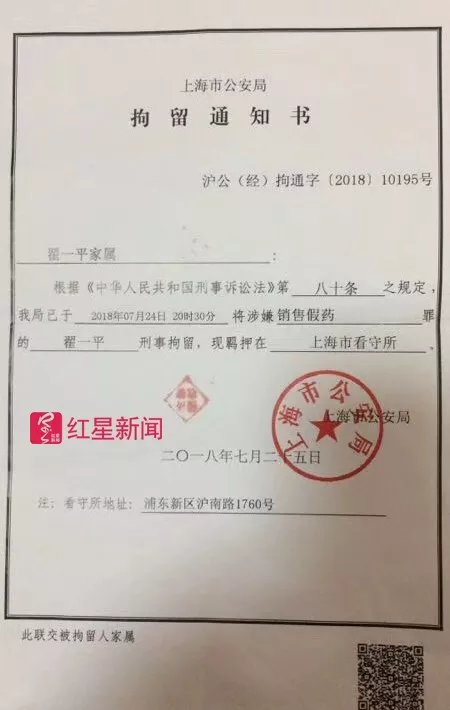 上海市公安局
拘留通知书
沪公（经）拘通字〔2018〕10195号
翟一平家属：
根据《中华人民共和国刑事诉讼法》第 八十条 之规定，
我局已于 2018年07月24日 20时30分 将涉嫌 销售假药 罪
的 翟一平 刑事拘留，现羁押在 上海市看守所 。
红星新闻
上海市公安局
上海市公安局
二〇一八年七月二十五日
注：看守所地址：浦东新区沪南路1760号
此联交被拘留人家属